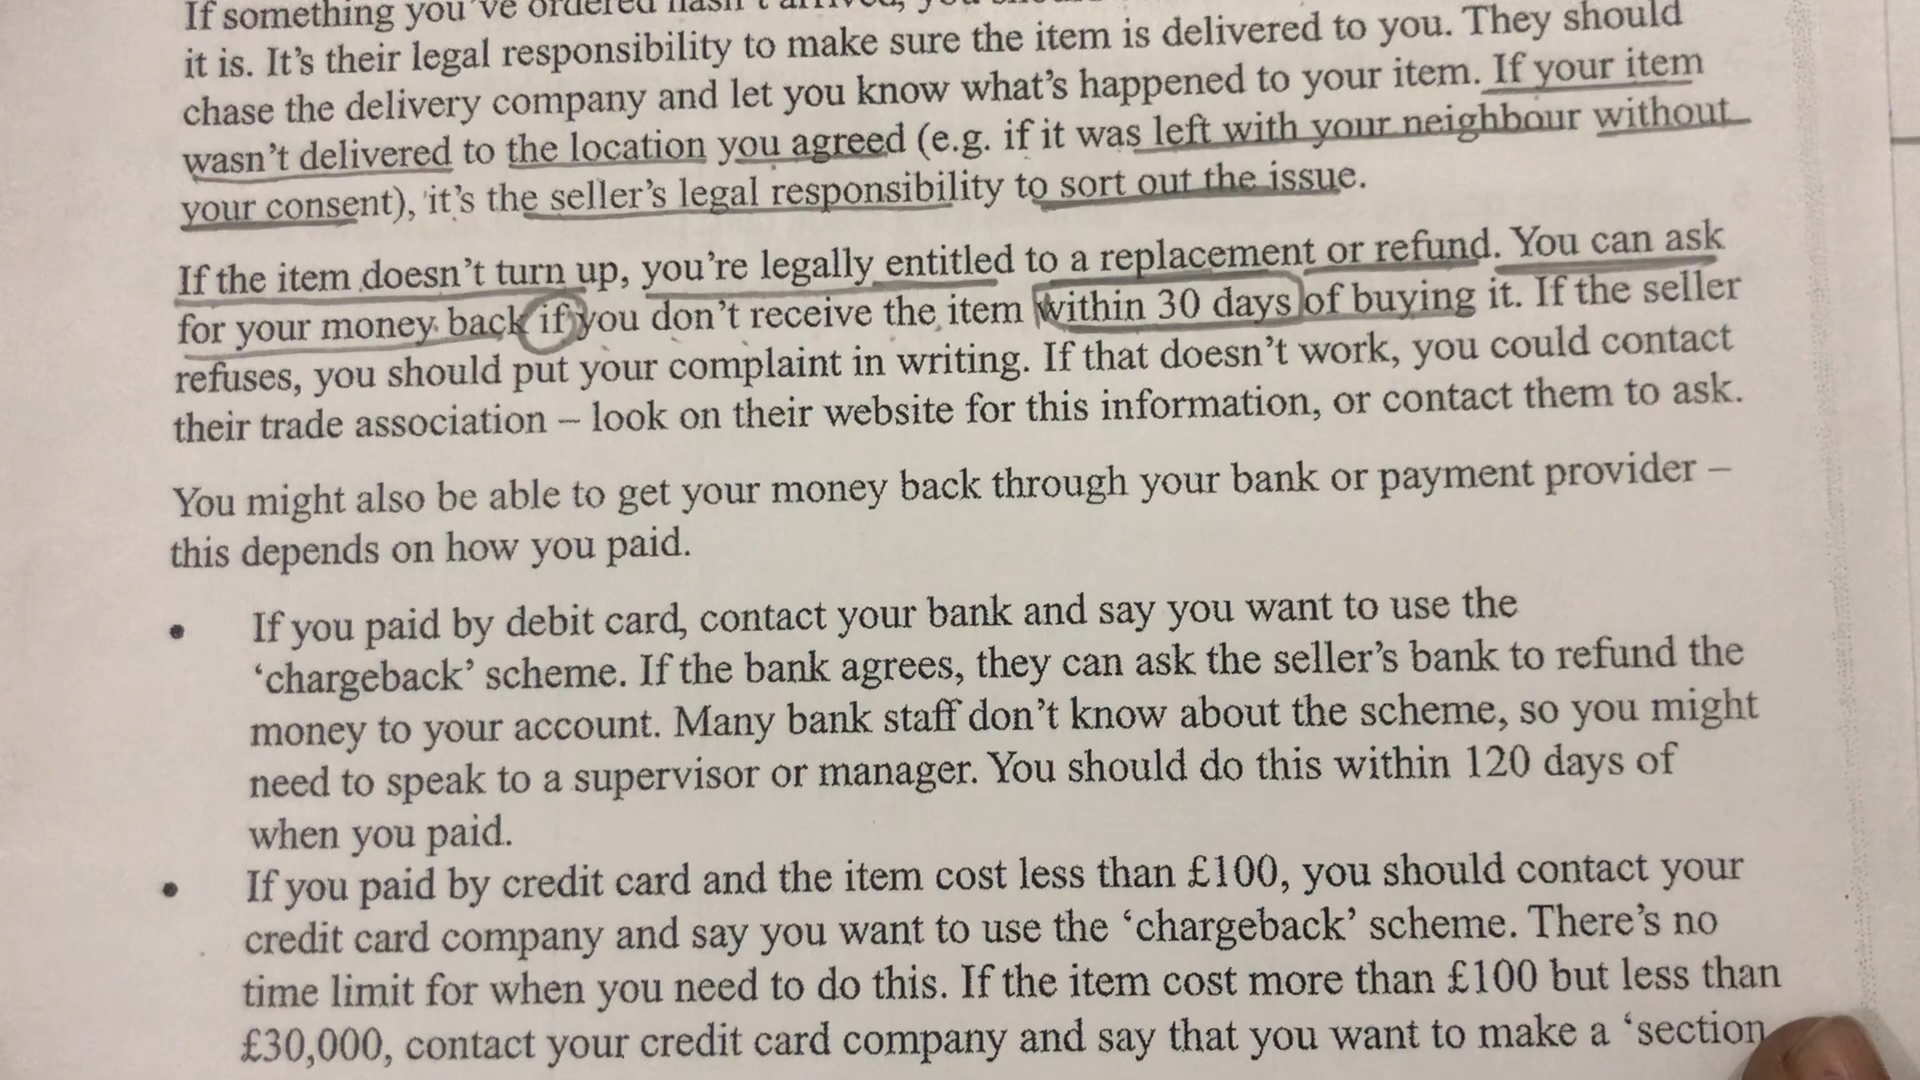 If something you've ordered hasn't arrived, you
it is. It's their legal responsibility to make sure the item is delivered to you. They should
chase the delivery company and let you know what's happened to your item. If your item
wasn't delivered to the location you agreed (e.g. if it was left with your neighbour without
your consent), it's the seller's legal responsibility to sort out the issue.
If the item doesn't turn up, you're legally entitled to a replacement or refund. You can ask
for your money back if you don't receive the item within 30 days of buying it. If the seller
refuses, you should put your complaint in writing. If that doesn't work, you could contact
their trade association – look on their website for this information, or contact them to ask.
You might also be able to get your money back through your bank or payment provider –
this depends on how you paid.
• If you paid by debit card, contact your bank and say you want to use the
‘chargeback’ scheme. If the bank agrees, they can ask the seller's bank to refund the
money to your account. Many bank staff don't know about the scheme, so you might
need to speak to a supervisor or manager. You should do this within 120 days of
when you paid.
• If you paid by credit card and the item cost less than £100, you should contact your
credit card company and say you want to use the ‘chargeback’ scheme. There's no
time limit for when you need to do this. If the item cost more than £100 but less than
£30,000, contact your credit card company and say that you want to make a ‘section